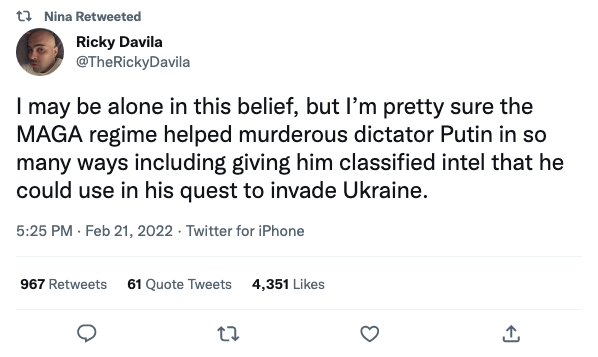 Nina Retweeted
Ricky Davila
@TheRickyDavila
I may be alone in this belief, but I’m pretty sure the
MAGA regime helped murderous dictator Putin in so
many ways including giving him classified intel that he
could use in his quest to invade Ukraine.
5:25 PM · Feb 21, 2022 · Twitter for iPhone
967 Retweets 61 Quote Tweets 4,351 Likes